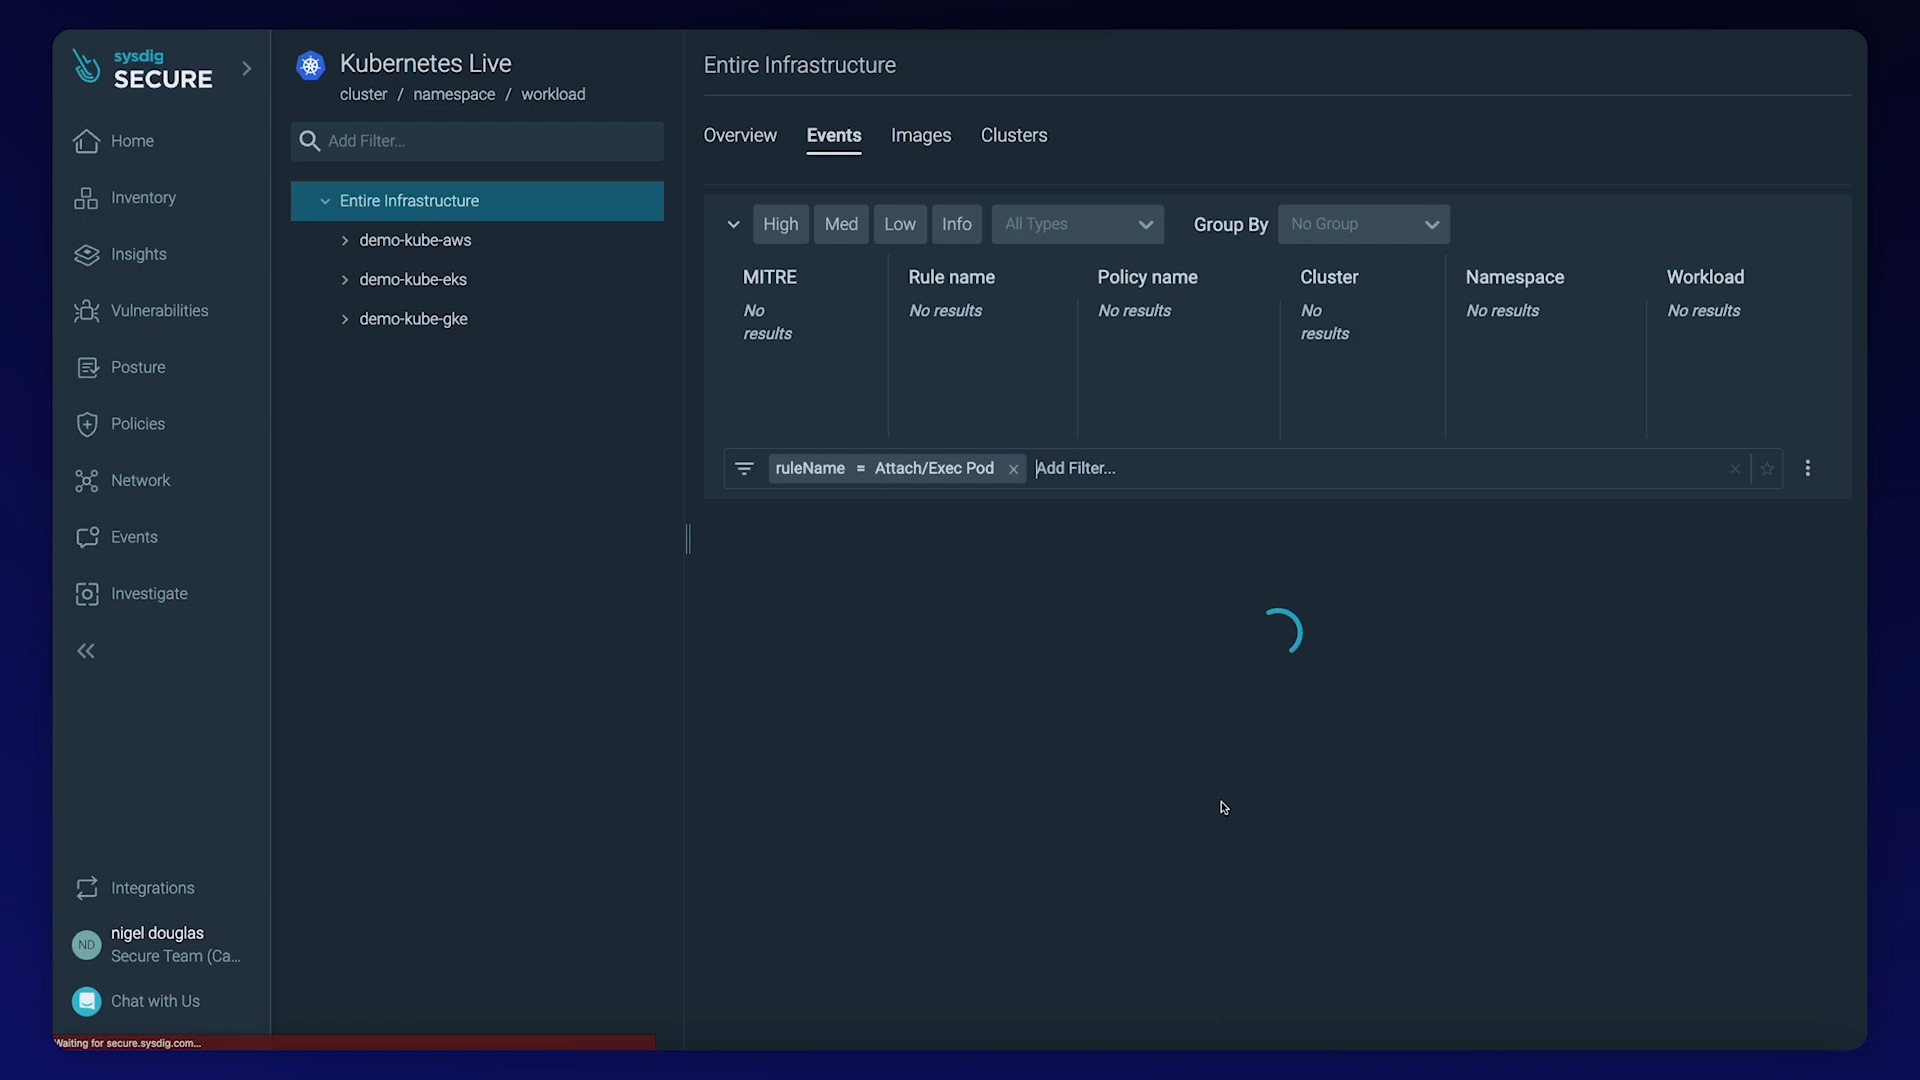 sysdig
SECURE
Home
Inventory
Insights
Vulnerabilities
Posture
Policies
Network
Events
Investigate
Integrations
ND
nigel douglas
Secure Team (Ca...
Chat with Us
Waiting for secure.sysdig.com...
Kubernetes Live
cluster / namespace / workload
Add Filter...
Entire Infrastructure
demo-kube-aws
demo-kube-eks
demo-kube-gke
Entire Infrastructure
Overview Events Images Clusters
High Med Low Info All Types Group By No Group
MITRE Rule name Policy name Cluster Namespace Workload
No results No results No results No results No results No results
ruleName = Attach/Exec Pod × Add Filter...